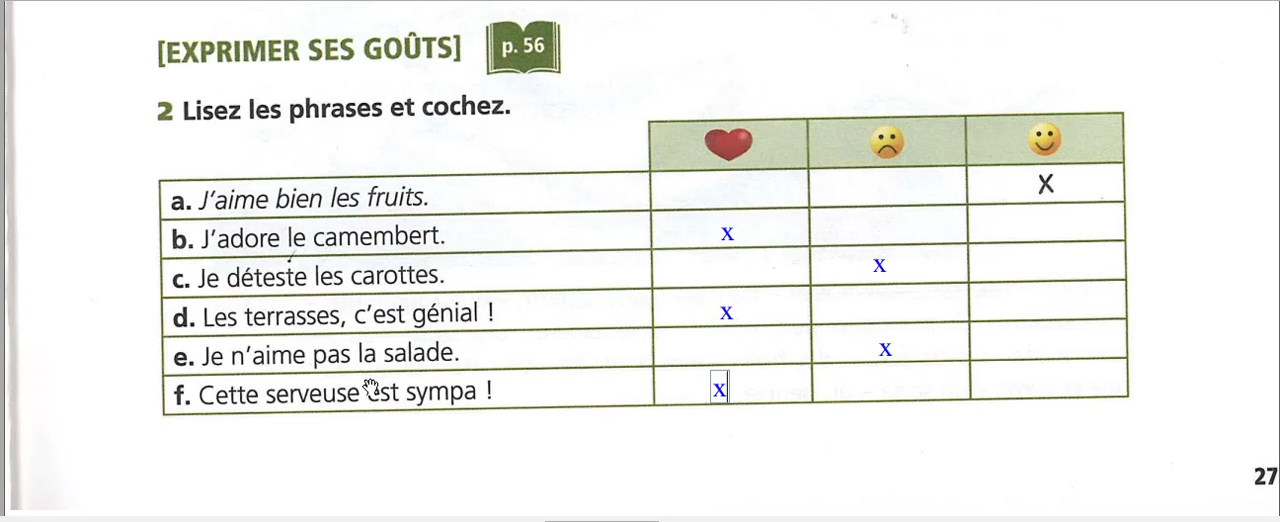 [EXPRIMER SES GOÛTS] p. 56
2 Lisez les phrases et cochez.
a. J'aime bien les fruits. X
b. J'adore le camembert. x
c. Je déteste les carottes. x
d. Les terrasses, c'est génial ! x
e. Je n'aime pas la salade. x
f. Cette serveuse est sympa ! x
27